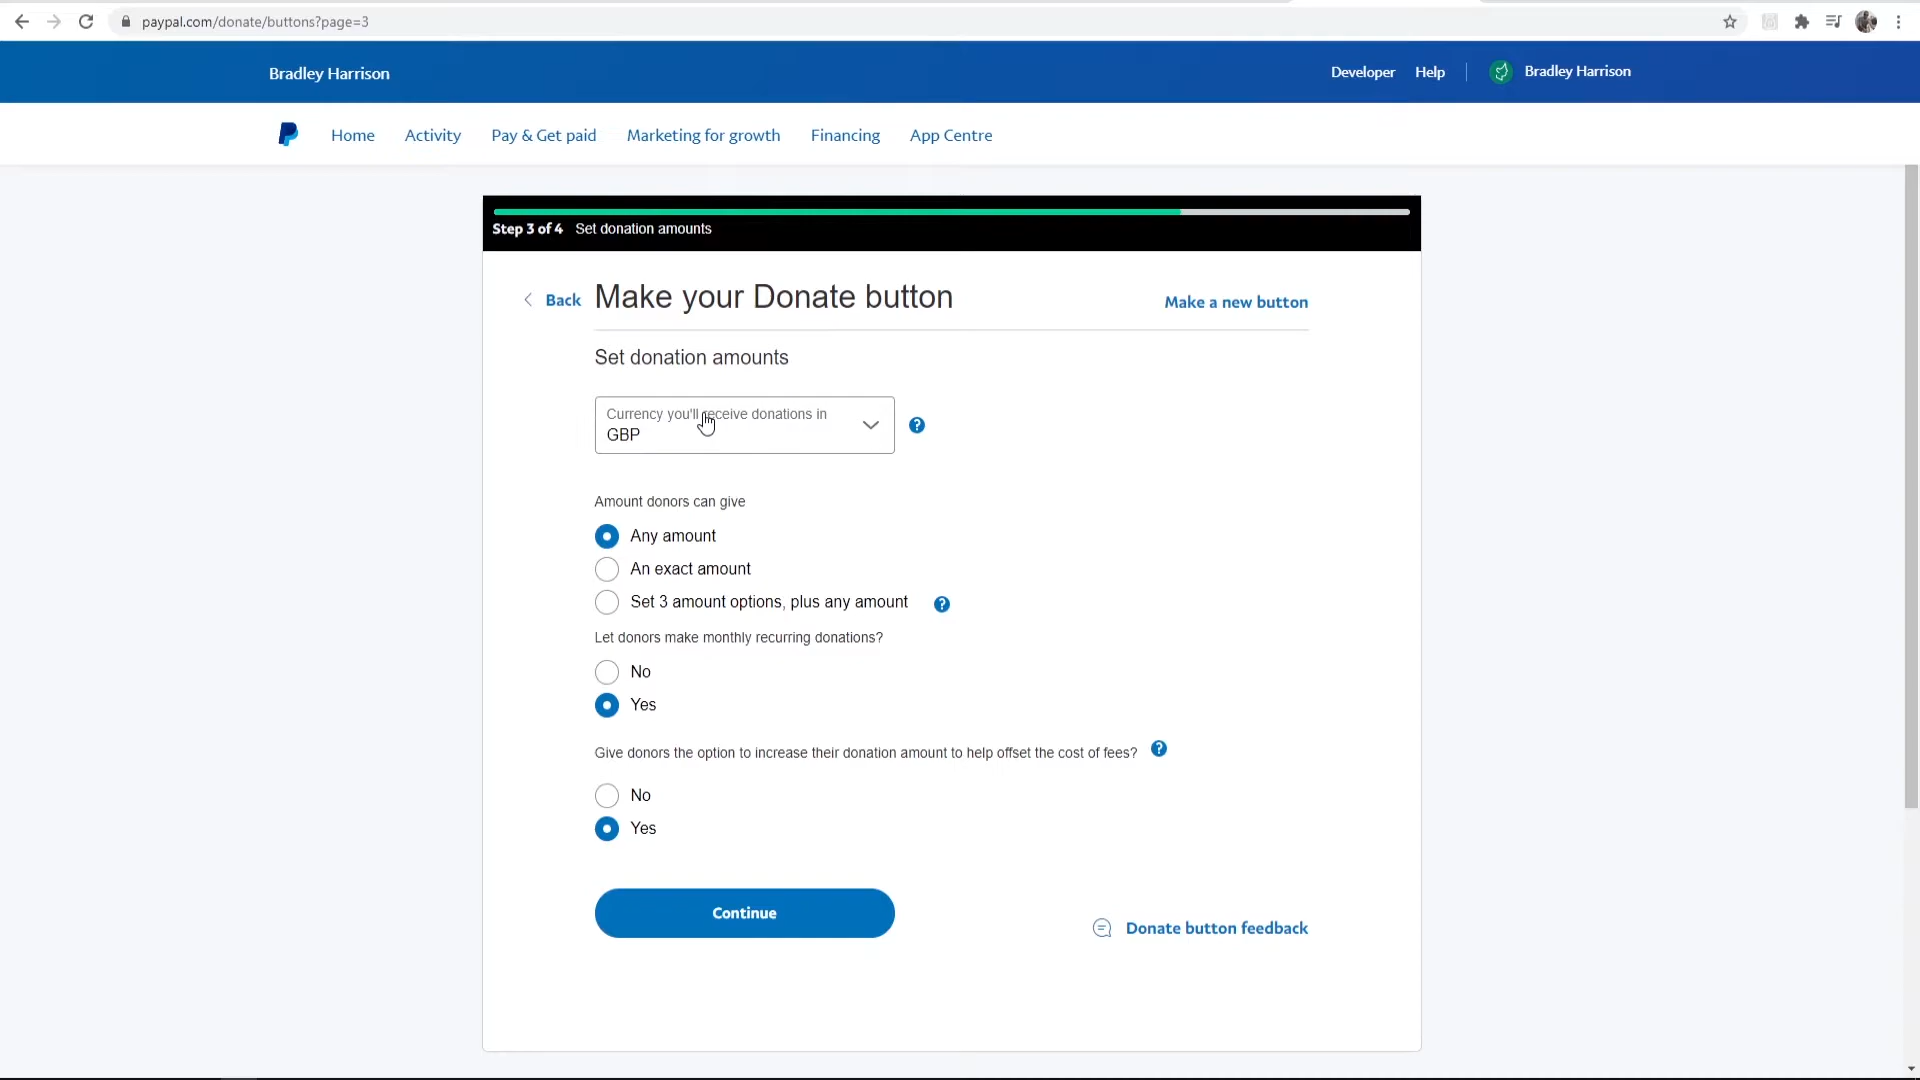 paypal.com/donate/buttons?page=3
Bradley Harrison
Developer Help Bradley Harrison
Home Activity Pay & Get paid Marketing for growth Financing App Centre
Step 3 of 4 Set donation amounts
Back Make your Donate button Make a new button
Set donation amounts
Currency you'll receive donations in
GBP
?
Amount donors can give
Any amount
An exact amount
Set 3 amount options, plus any amount ?
Let donors make monthly recurring donations?
No
Yes
Give donors the option to increase their donation amount to help offset the cost of fees? ?
No
Yes
Continue
Donate button feedback